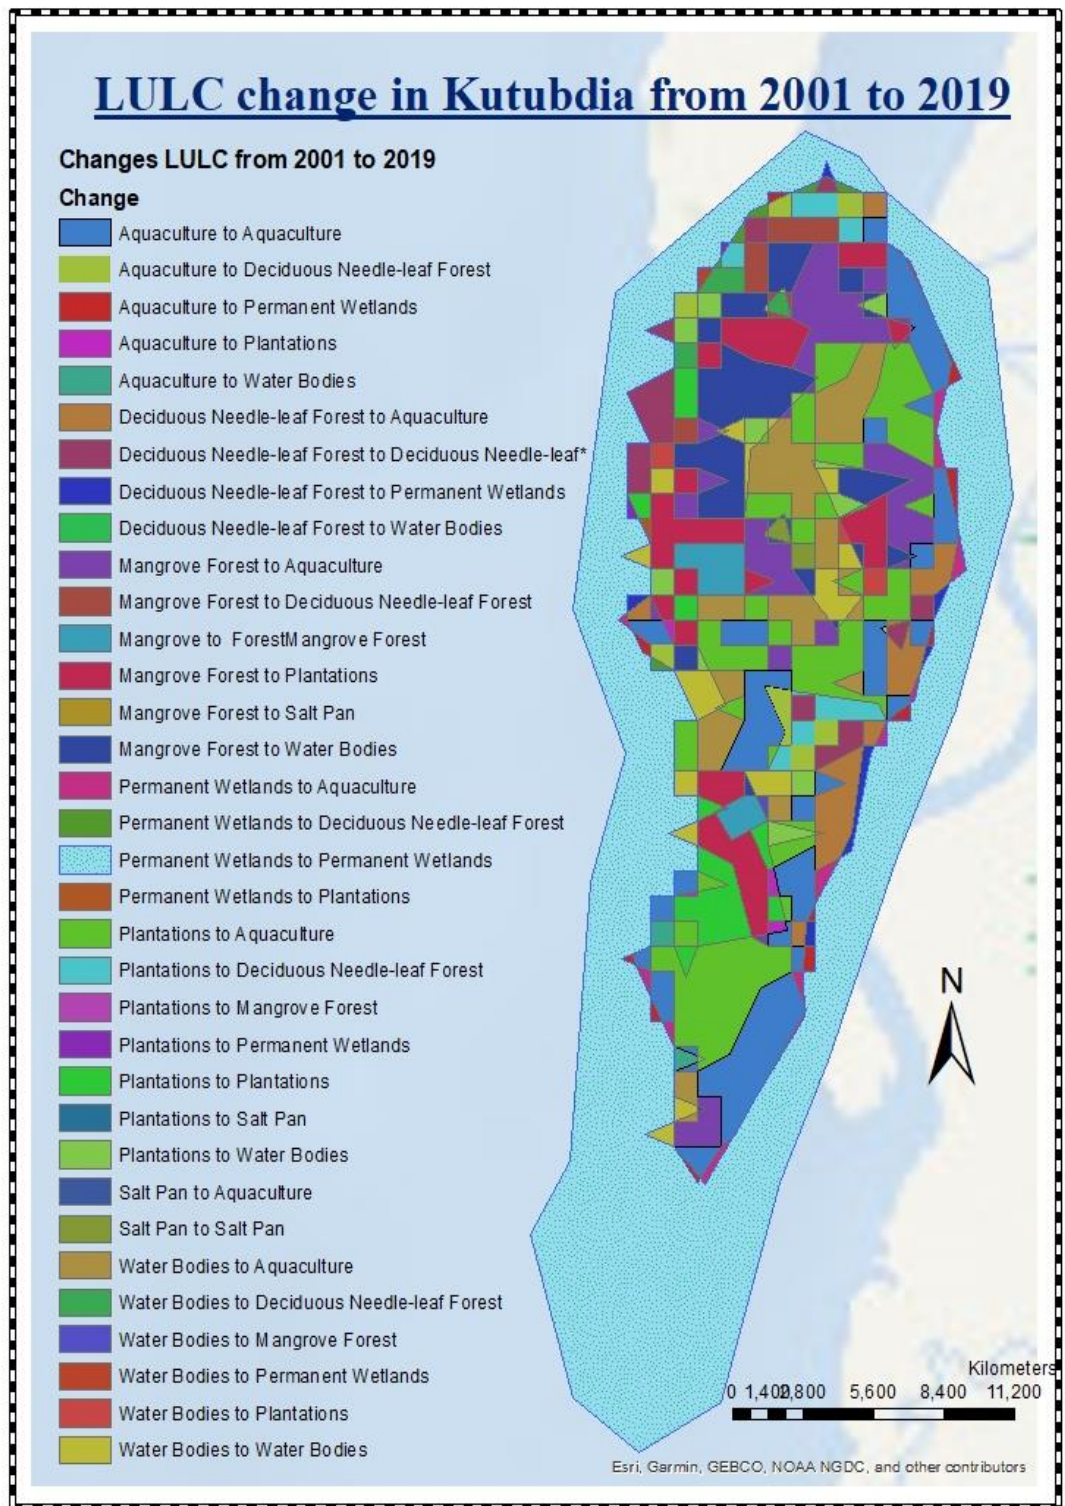 LULC change in Kutubdia from 2001 to 2019
Changes LULC from 2001 to 2019
Change
Aquaculture to Aquaculture
Aquaculture to Deciduous Needle-leaf Forest
Aquaculture to Permanent Wetlands
Aquaculture to Plantations
Aquaculture to Water Bodies
Deciduous Needle-leaf Forest to Aquaculture
Deciduous Needle-leaf Forest to Deciduous Needle-leaf*
Deciduous Needle-leaf Forest to Permanent Wetlands
Deciduous Needle-leaf Forest to Water Bodies
Mangrove Forest to Aquaculture
Mangrove Forest to Deciduous Needle-leaf Forest
Mangrove to ForestMangrove Forest
Mangrove Forest to Plantations
Mangrove Forest to Salt Pan
Mangrove Forest to Water Bodies
Permanent Wetlands to Aquaculture
Permanent Wetlands to Deciduous Needle-leaf Forest
Permanent Wetlands to Permanent Wetlands
Permanent Wetlands to Plantations
Plantations to Aquaculture
Plantations to Deciduous Needle-leaf Forest
Plantations to Mangrove Forest
Plantations to Permanent Wetlands
Plantations to Plantations
Plantations to Salt Pan
Plantations to Water Bodies
Salt Pan to Aquaculture
Salt Pan to Salt Pan
Water Bodies to Aquaculture
Water Bodies to Deciduous Needle-leaf Forest
Water Bodies to Mangrove Forest
Water Bodies to Permanent Wetlands
Water Bodies to Plantations
Water Bodies to Water Bodies
N
Kilometers
0 1,400 2,800 5,600 8,400 11,200
Esri, Garmin, GEBCO, NOAA NGDC, and other contributors